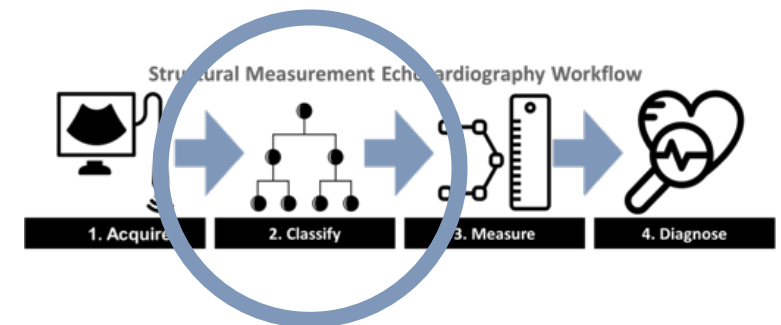 Structural Measurement Echocardiography Workflow
1. Acquire
2. Classify
3. Measure
4. Diagnose